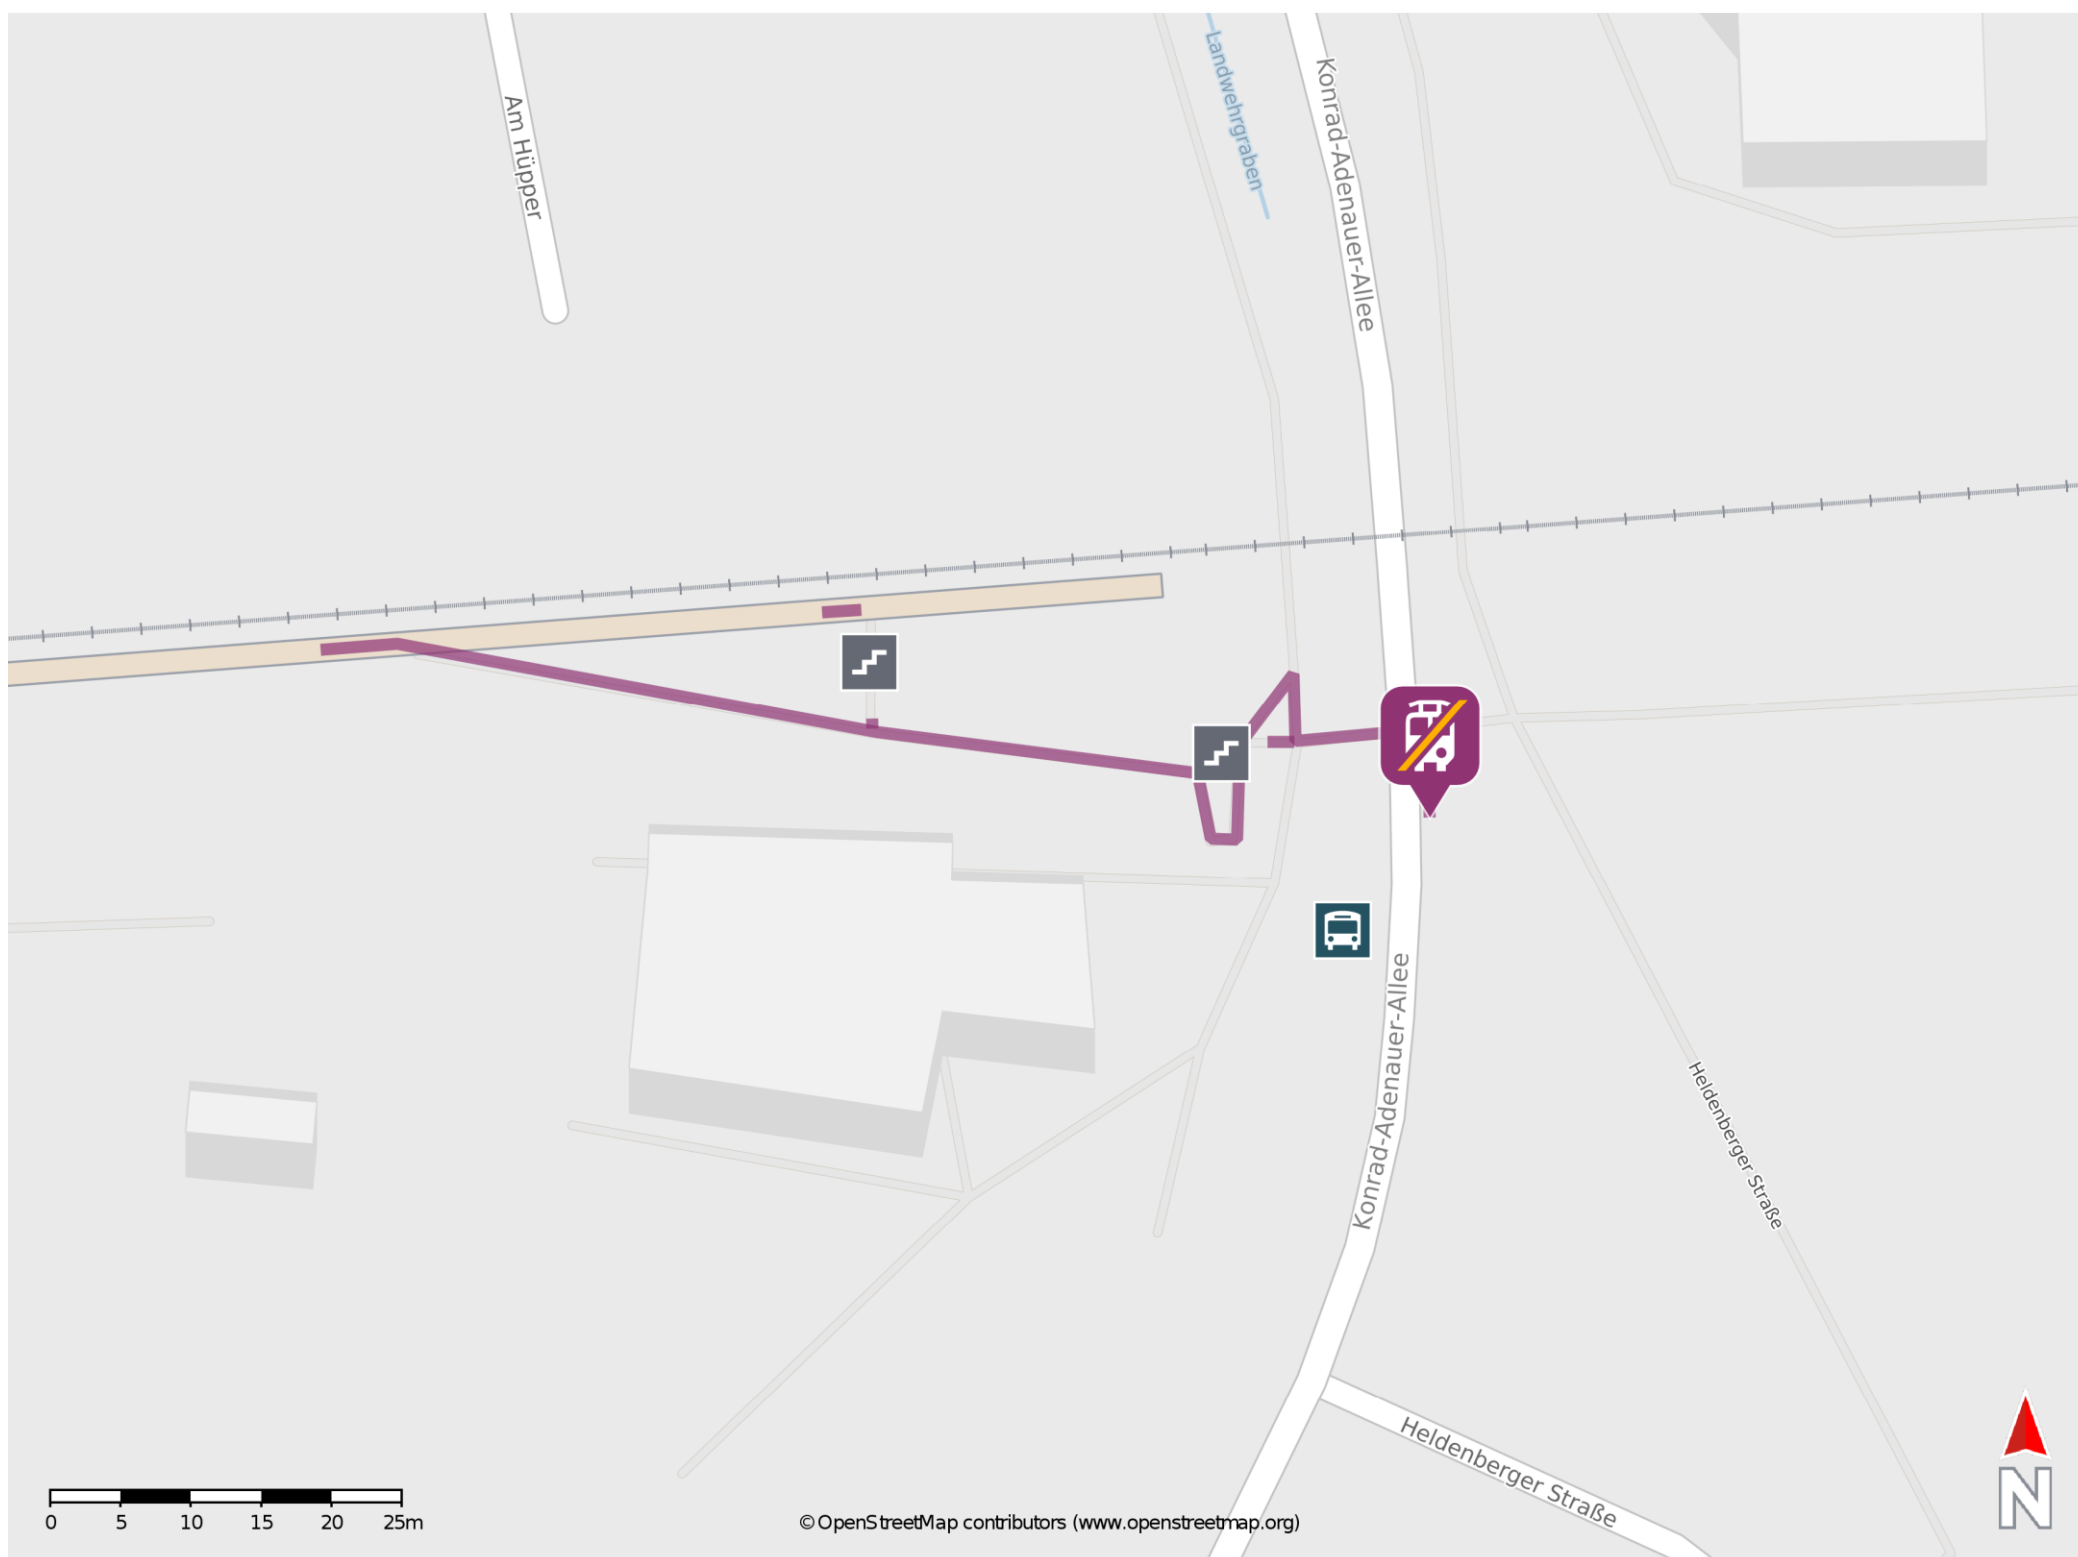 Landwehrgraben
Konrad-Adenauer-Allee
Am Hüpper
Konrad-Adenauer-Allee
Heldenberger Straße
Heldenberger Straße
N
0 5 10 15 20 25m
© OpenStreetMap contributors (www.openstreetmap.org)